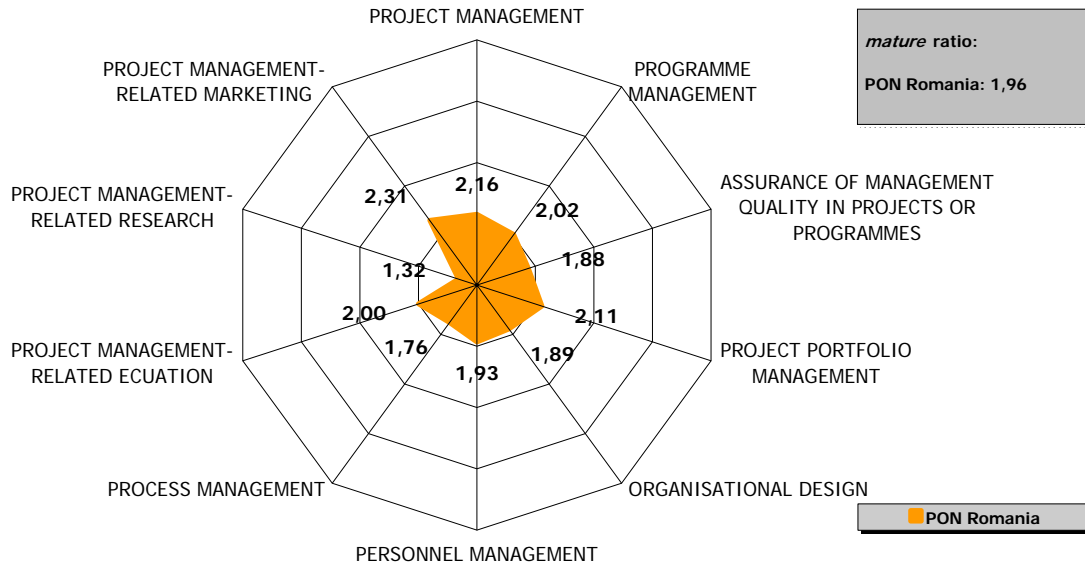 PROJECT MANAGEMENT
mature ratio:
PON Romania: 1,96
PROJECT MANAGEMENT-
RELATED MARKETING
PROGRAMME
MANAGEMENT
PROJECT MANAGEMENT-
RELATED RESEARCH
ASSURANCE OF MANAGEMENT
QUALITY IN PROJECTS OR
PROGRAMMES
2,31
2,16
2,02
1,32
1,88
2,00
2,11
1,76
1,93
1,89
PROJECT MANAGEMENT-
RELATED ECUATION
PROJECT PORTFOLIO
MANAGEMENT
PROCESS MANAGEMENT
ORGANISATIONAL DESIGN
PERSONNEL MANAGEMENT
PON Romania